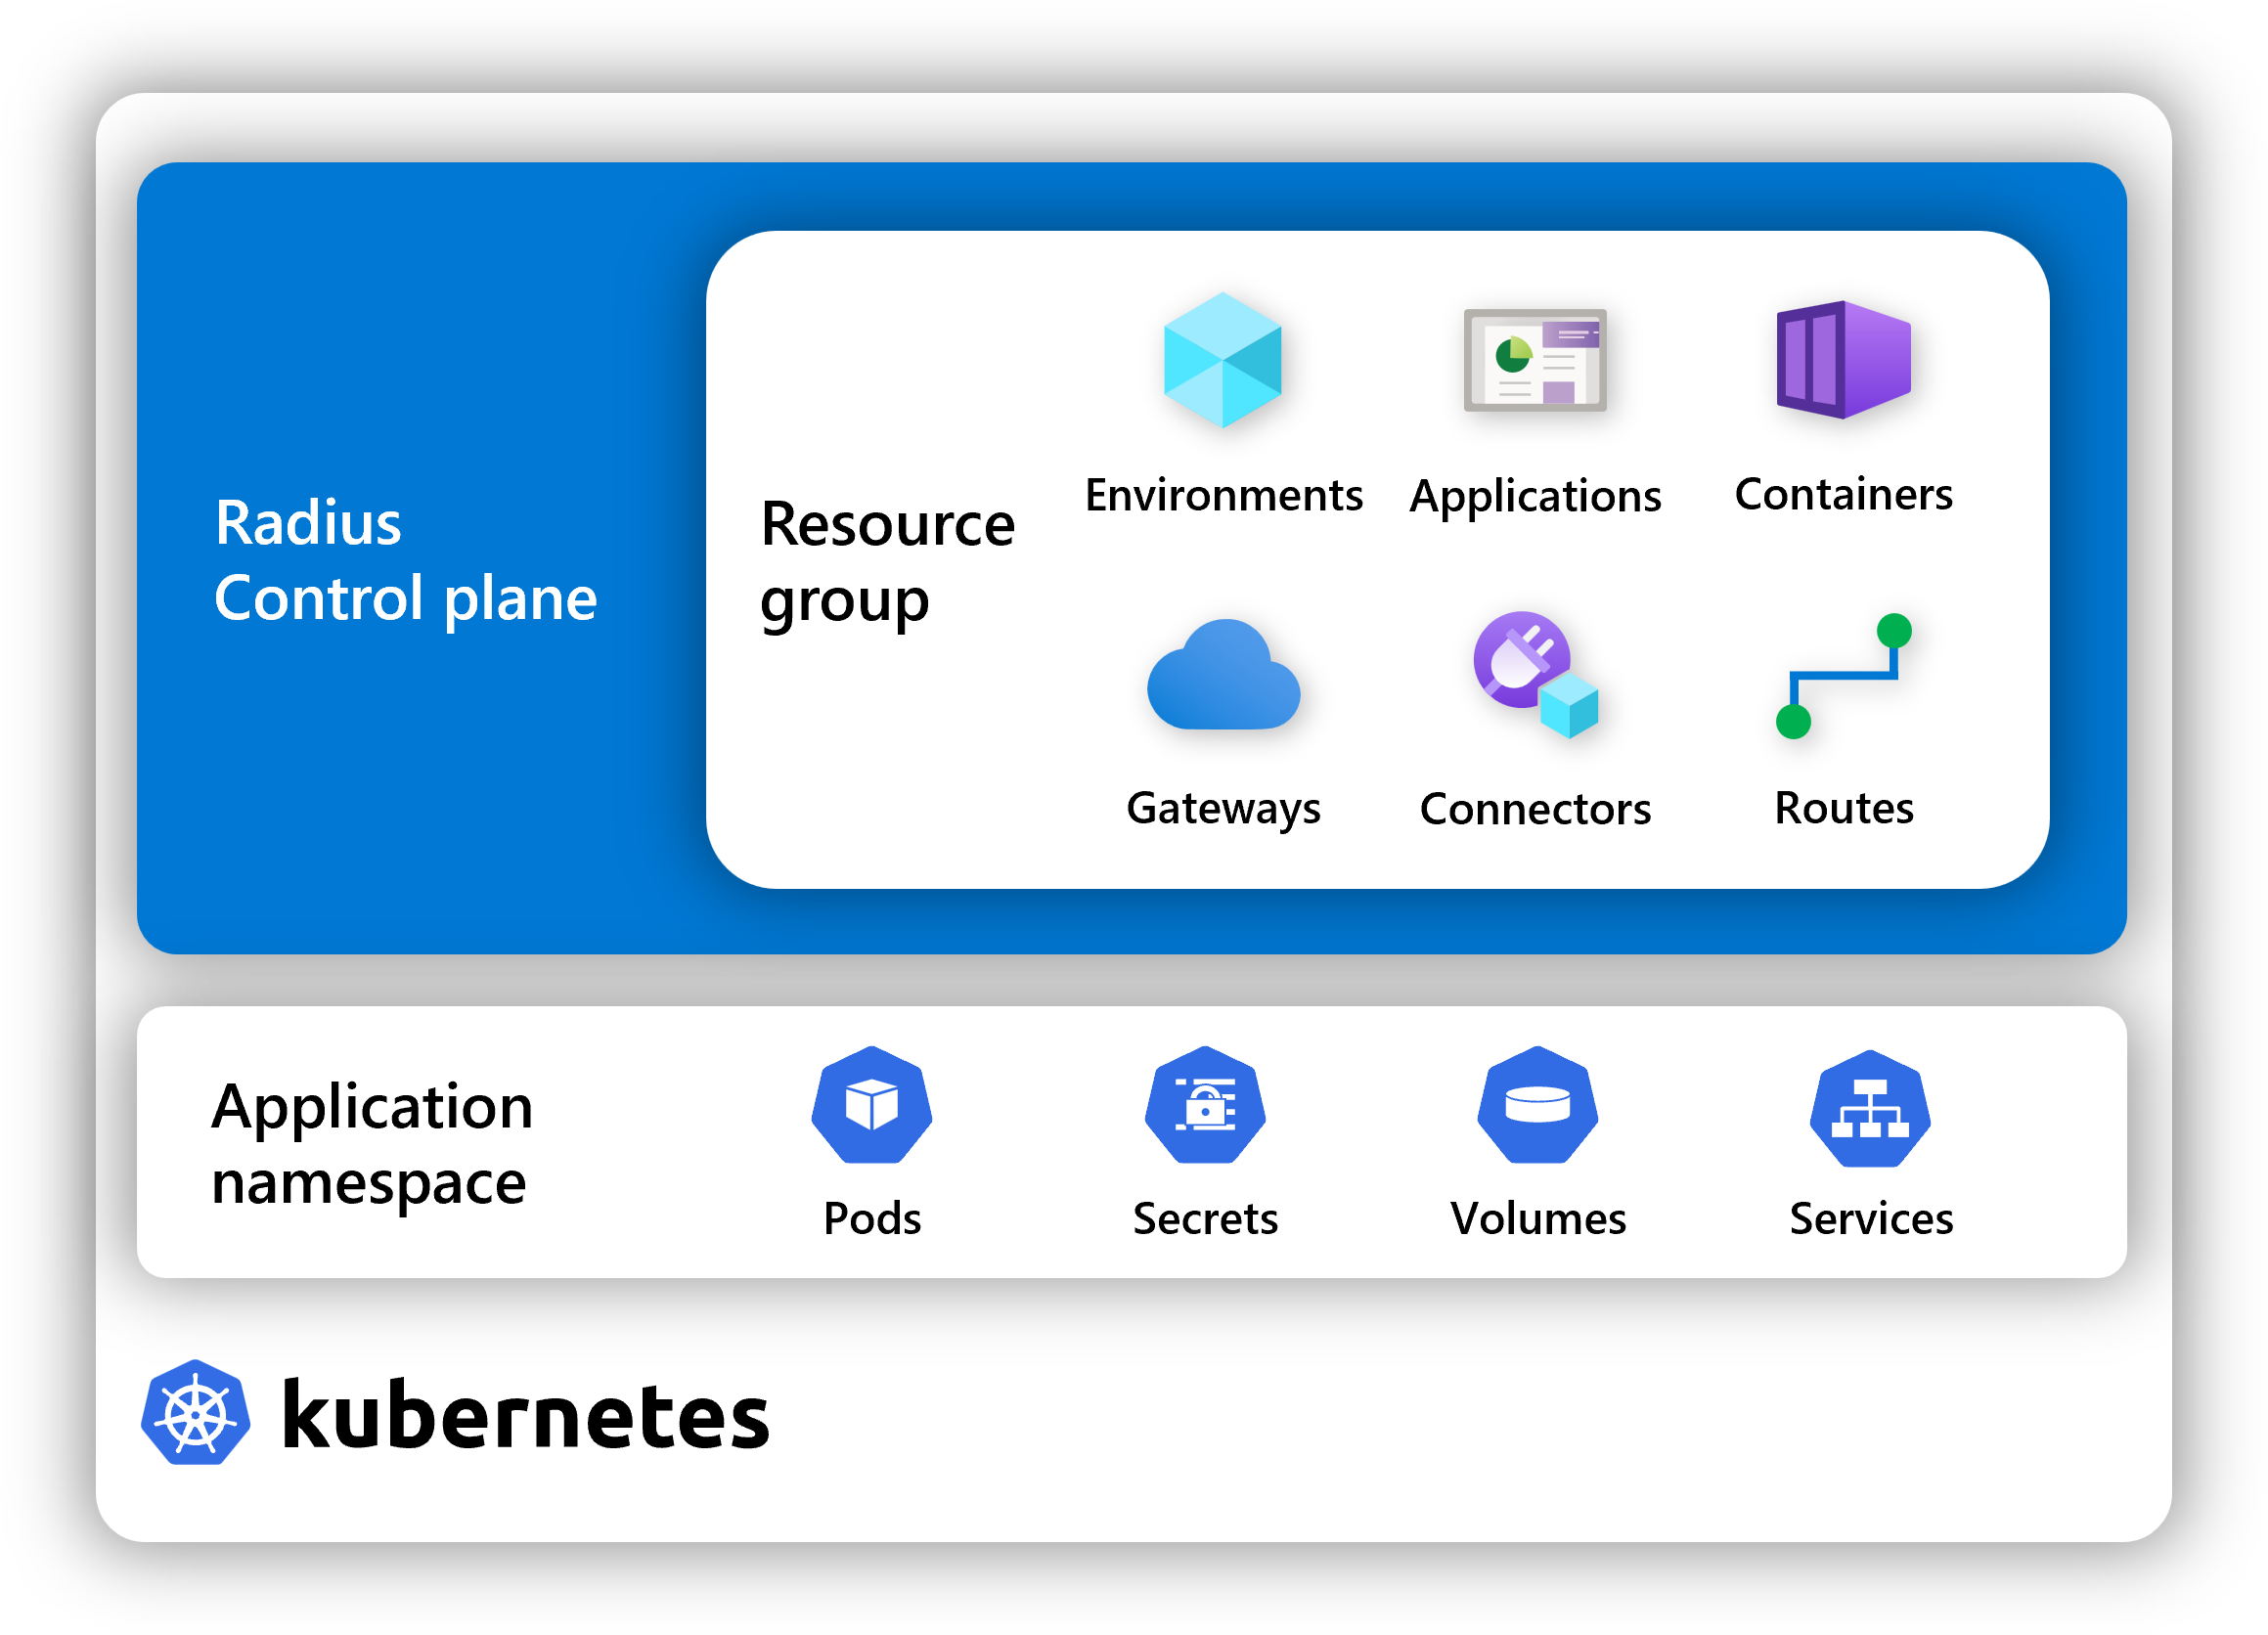 Radius
Control plane
Resource
group
Environments
Applications
Containers
Gateways
Connectors
Routes
Application
namespace
Pods
Secrets
Volumes
Services
kubernetes